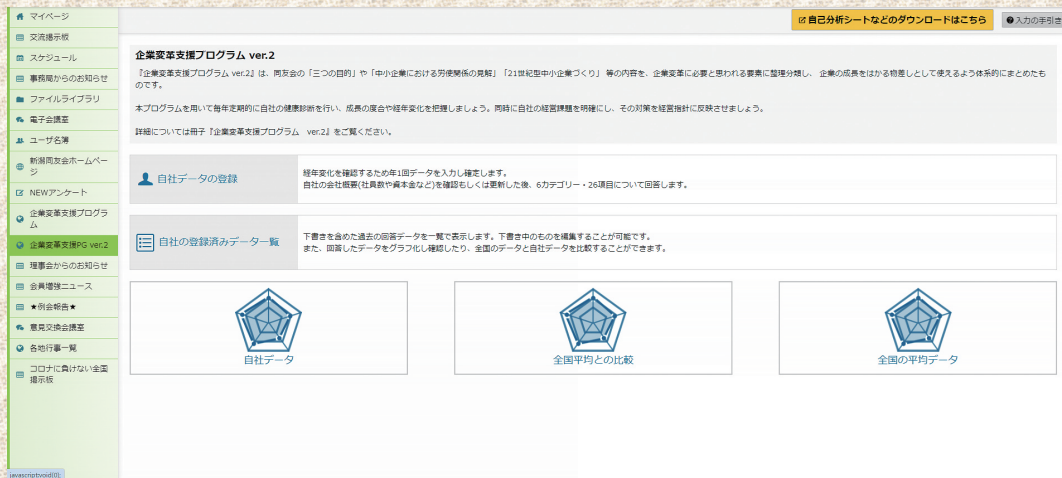 マイページ
交流掲示板
スケジュール
事務局からのお知らせ
ファイルライブラリ
電子会議室
ユーザ名簿
新潟同友会ホームペー
ジ
NEWアンケート
企業変革支援プログラ
ム
企業変革支援PG ver.2
理事会からのお知らせ
会員増強ニュース
★例会報告★
意見交換会議室
各地行事一覧
コロナに負けない全国
掲示板
自己分析シートなどのダウンロードはこちら
入力の手引き
企業変革支援プログラム ver.2
『企業変革支援プログラム ver.2』は、同友会の「三つの目的」や「中小企業における労使関係の見解」「21世紀型中小企業づくり」 等の内容を、企業変革に必要と思われる要素に整理分類し、 企業の成長をはかる物差しとして使えるよう体系的にまとめたも
のです。
本プログラムを用いて毎年定期的に自社の健康診断を行い、成長の度合や経年変化を把握しましょう。同時に自社の経営課題を明確にし、その対策を経営指針に反映させましょう。
詳細については冊子『企業変革支援プログラム ver.2』をご覧ください。
自社データの登録
経年変化を確認するため年1回データを入力し確定します。
自社の会社概要(社員数や資本金など)を確認もしくは更新した後、6カテゴリー・26項目について回答します。
自社の登録済みデータ一覧
下書きを含めた過去の回答データを一覧で表示します。下書き中のものを編集することが可能です。
また、回答したデータをグラフ化し確認したり、全国のデータと自社データを比較することができます。
自社データ
全国平均との比較
全国の平均データ
javascript:void(0);